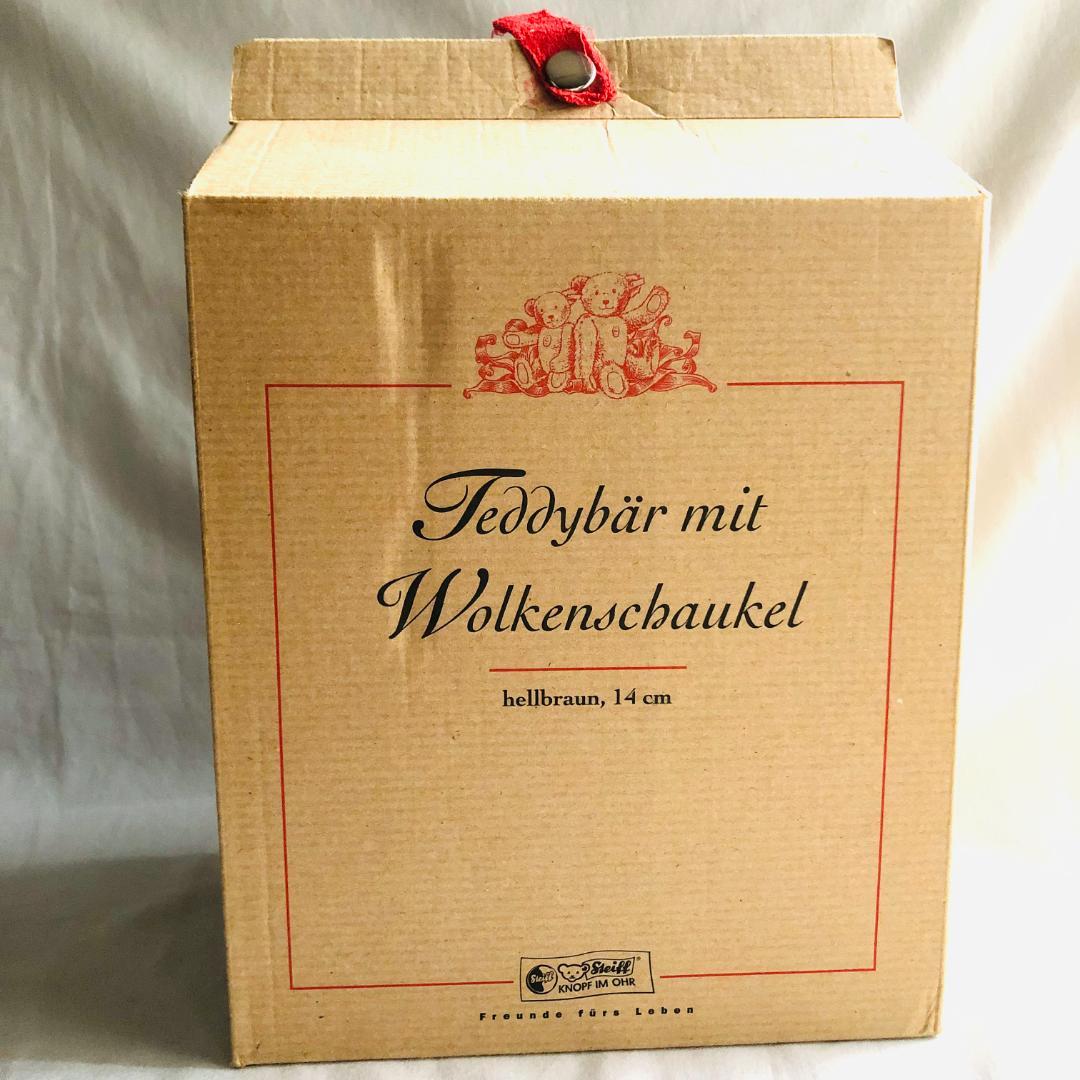 Teddybär mit
Wolkenschaukel
hellbraun, 14 cm
Steiff Steiff®
KNOPF IM OHR
Freunde fürs Leben